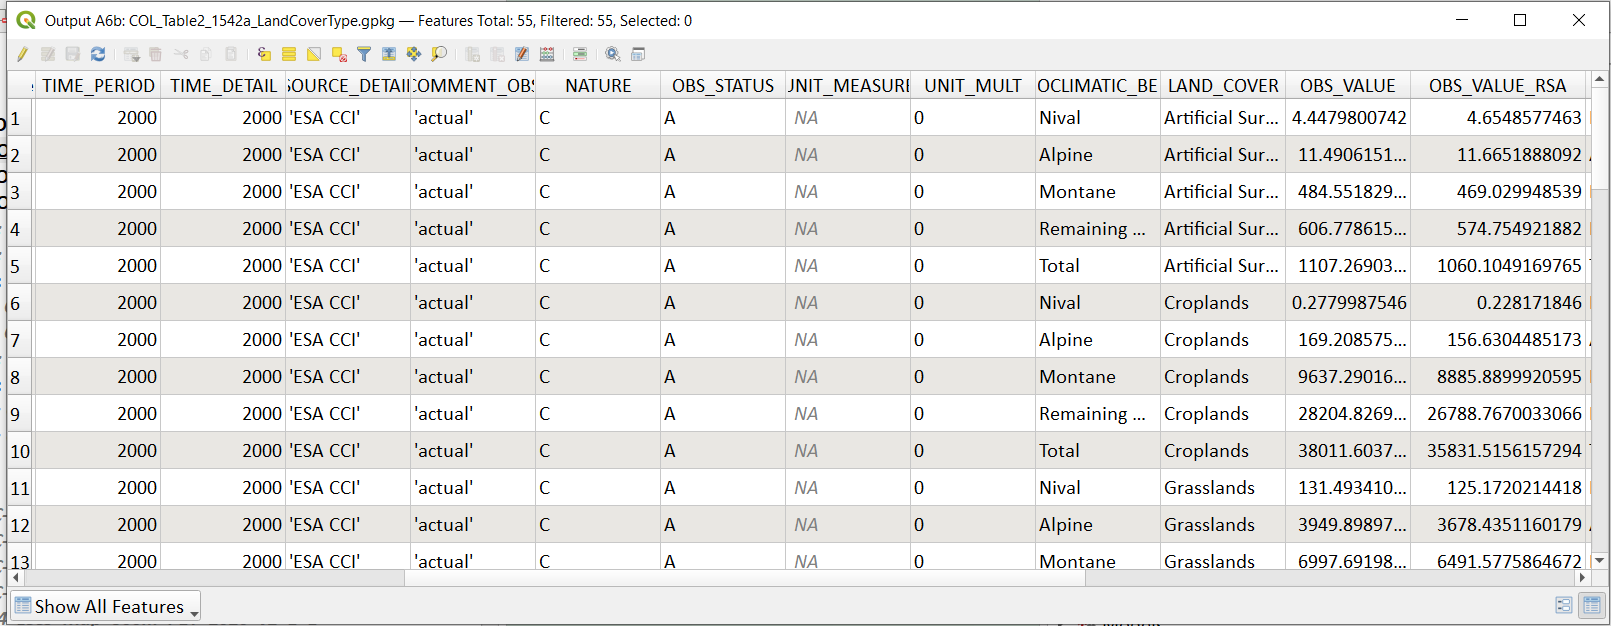 Output A6b: COL_Table2_1542a_LandCoverType.gpkg — Features Total: 55, Filtered: 55, Selected: 0
TIME_PERIOD TIME_DETAIL SOURCE_DETAIL COMMENT_OBS NATURE OBS_STATUS UNIT_MEASURE UNIT_MULT OCLIMATIC_BE LAND_COVER OBS_VALUE OBS_VALUE_RSA
1 2000 2000 'ESA CCI' 'actual' C A NA 0 Nival Artificial Sur... 4.4479800742 4.6548577463
2 2000 2000 'ESA CCI' 'actual' C A NA 0 Alpine Artificial Sur... 11.4906151... 11.6651888092
3 2000 2000 'ESA CCI' 'actual' C A NA 0 Montane Artificial Sur... 484.551829... 469.029948539
4 2000 2000 'ESA CCI' 'actual' C A NA 0 Remaining ... Artificial Sur... 606.778615... 574.754921882
5 2000 2000 'ESA CCI' 'actual' C A NA 0 Total Artificial Sur... 1107.26903... 1060.1049169765
6 2000 2000 'ESA CCI' 'actual' C A NA 0 Nival Croplands 0.2779987546 0.228171846
7 2000 2000 'ESA CCI' 'actual' C A NA 0 Alpine Croplands 169.208575... 156.6304485173
8 2000 2000 'ESA CCI' 'actual' C A NA 0 Montane Croplands 9637.29016... 8885.8899920595
9 2000 2000 'ESA CCI' 'actual' C A NA 0 Remaining ... Croplands 28204.8269... 26788.7670033066
10 2000 2000 'ESA CCI' 'actual' C A NA 0 Total Croplands 38011.6037... 35831.5156157294
11 2000 2000 'ESA CCI' 'actual' C A NA 0 Nival Grasslands 131.493410... 125.1720214418
12 2000 2000 'ESA CCI' 'actual' C A NA 0 Alpine Grasslands 3949.89897... 3678.4351160179
13 2000 2000 'ESA CCI' 'actual' C A NA 0 Montane Grasslands 6997.69198... 6491.5775864672
Show All Features